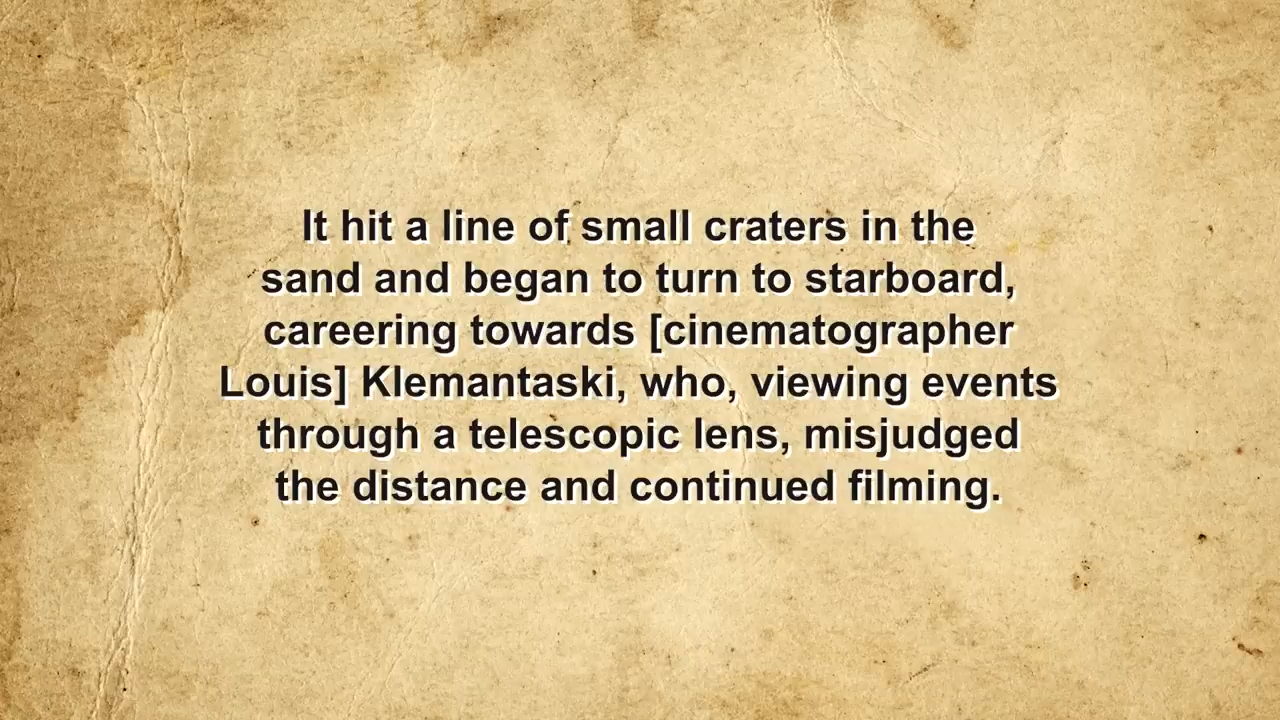 It hit a line of small craters in the
sand and began to turn to starboard,
careering towards [cinematographer
Louis] Klemantaski, who, viewing events
through a telescopic lens, misjudged
the distance and continued filming.